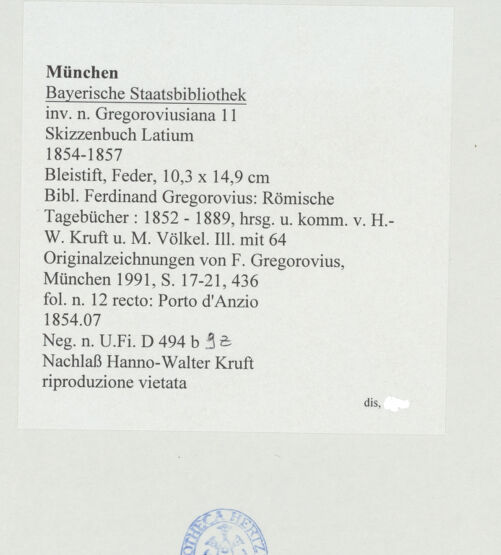 München
Bayerische Staatsbibliothek
inv. n. Gregoroviusiana 11
Skizzenbuch Latium
1854-1857
Bleistift, Feder, 10,3 x 14,9 cm
Bibl. Ferdinand Gregorovius: Römische
Tagebücher : 1852 - 1889, hrsg. u. komm. v. H.-
W. Kruft u. M. Völkel. Ill. mit 64
Originalzeichnungen von F. Gregorovius,
München 1991, S. 17-21, 436
fol. n. 12 recto: Porto d'Anzio
1854.07
Neg. n. U.Fi. D 494 b
Nachlaß Hanno-Walter Kruft
riproduzione vietata
dis,